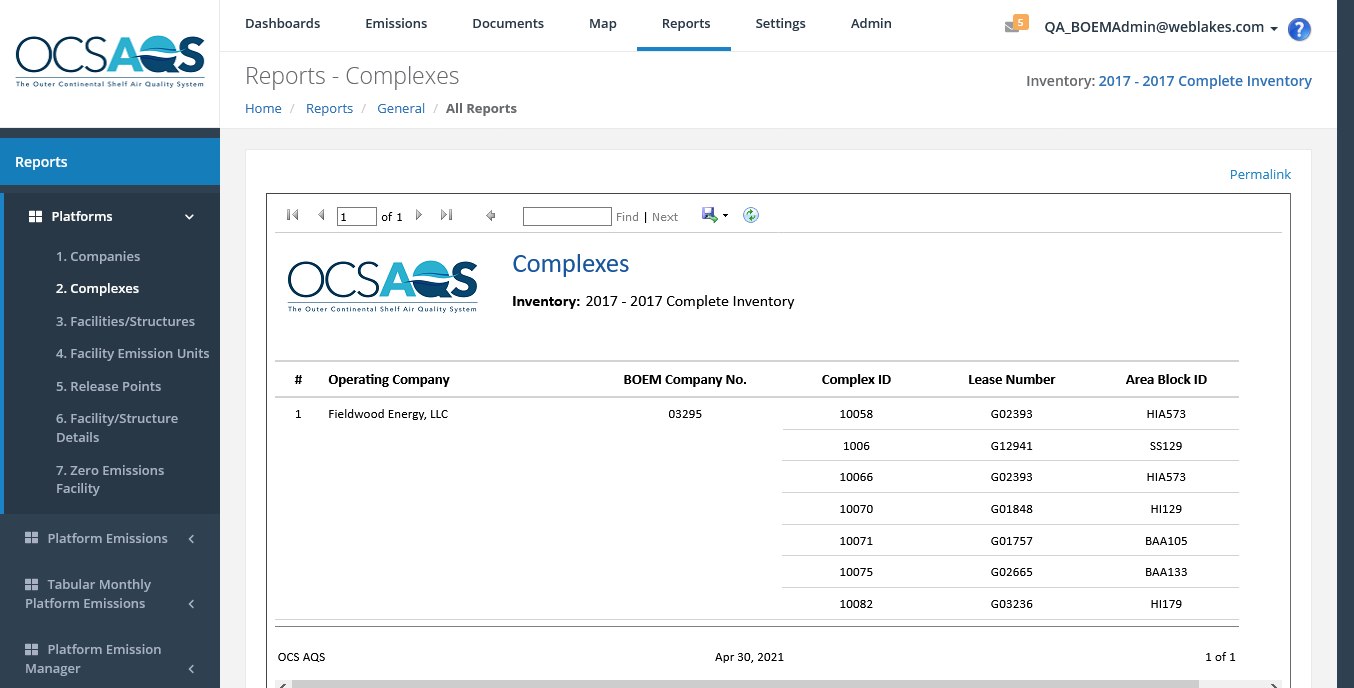 OCSAQS
The Outer Continental Shelf Air Quality System
Dashboards Emissions Documents Map Reports Settings Admin
5 QA_BOEMAdmin@weblakes.com ?
Reports - Complexes
Inventory: 2017 - 2017 Complete Inventory
Home / Reports / General / All Reports
Reports
Platforms
1. Companies
2. Complexes
3. Facilities/Structures
4. Facility Emission Units
5. Release Points
6. Facility/Structure
Details
7. Zero Emissions
Facility
Platform Emissions
Tabular Monthly
Platform Emissions
Platform Emission
Manager
Permalink
1 of 1 Find | Next
OCSAQS
The Outer Continental Shelf Air Quality System
Complexes
Inventory: 2017 - 2017 Complete Inventory
# Operating Company BOEM Company No. Complex ID Lease Number Area Block ID
1 Fieldwood Energy, LLC 03295 10058 G02393 HIA573
1006 G12941 SS129
10066 G02393 HIA573
10070 G01848 HI129
10071 G01757 BAA105
10075 G02665 BAA133
10082 G03236 HI179
OCS AQS Apr 30, 2021 1 of 1